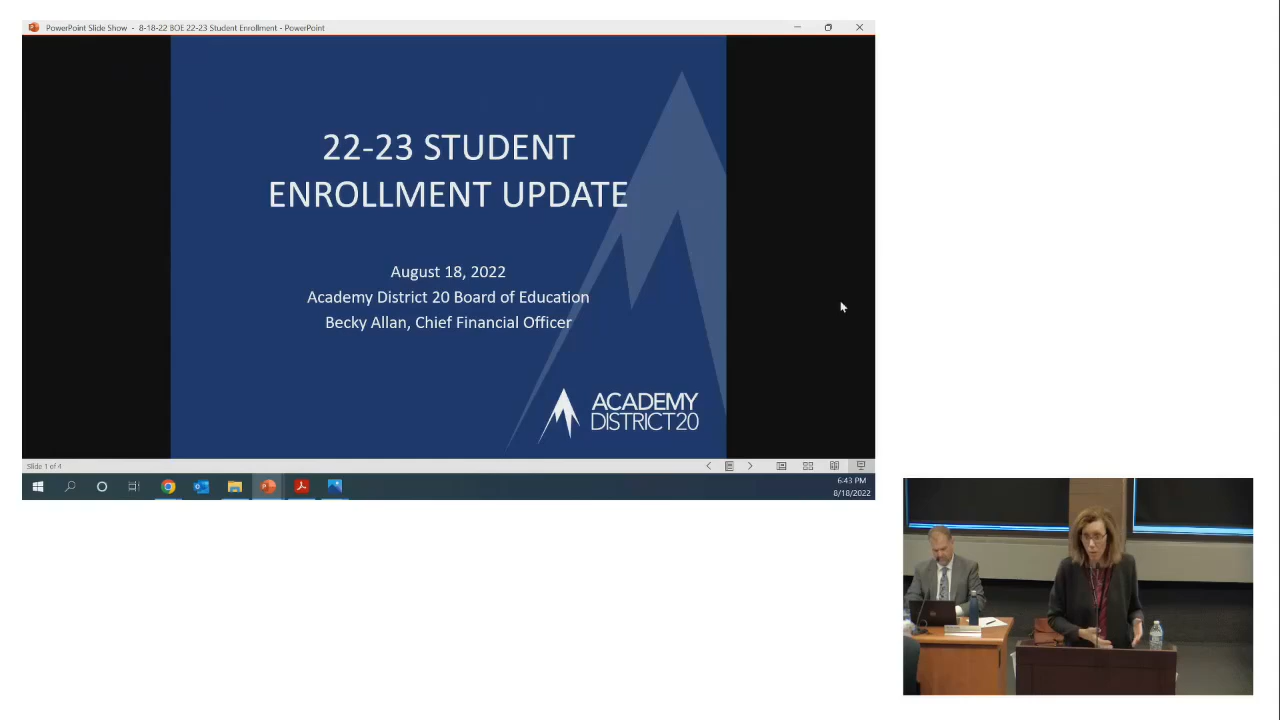 PowerPoint Slide Show - 8-18-22 BOE 22-23 Student Enrollment - PowerPoint
22-23 STUDENT
ENROLLMENT UPDATE
August 18, 2022
Academy District 20 Board of Education
Becky Allan, Chief Financial Officer
ACADEMY
DISTRICT20
Slide 1 of 4
6:43 PM
8/18/2022